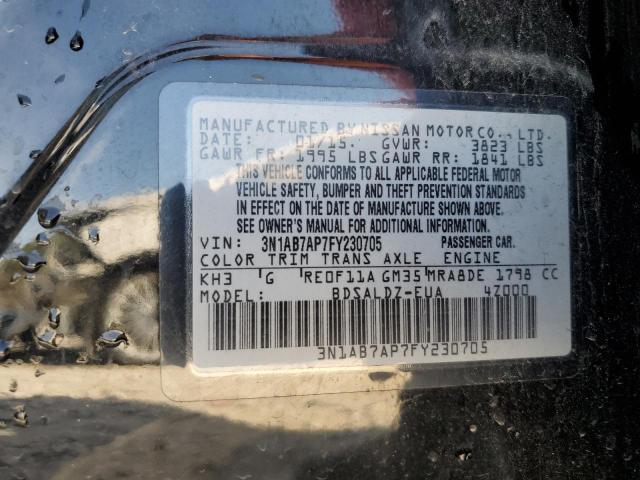 MANUFACTURED BY NISSAN MOTOR CO., LTD.
DATE: 01/15 GVWR: 3823 LBS
GAWR FR: 1995 LBS GAWR RR: 1841 LBS
THIS VEHICLE CONFORMS TO ALL APPLICABLE FEDERAL MOTOR
VEHICLE SAFETY, BUMPER AND THEFT PREVENTION STANDARDS
IN EFFECT ON THE DATE OF MANUFACTURE SHOWN ABOVE.
SEE OWNER'S MANUAL FOR ADDITIONAL INFORMATION.
VIN: 3N1AB7AP7FY230705 PASSENGER CAR.
COLOR TRIM TRANS AXLE ENGINE
KH3 G RE0F11A GM35 MRA8DE 1798 CC
MODEL: BDSALDZ-EUA 4Z000
3N1AB7AP7FY230705